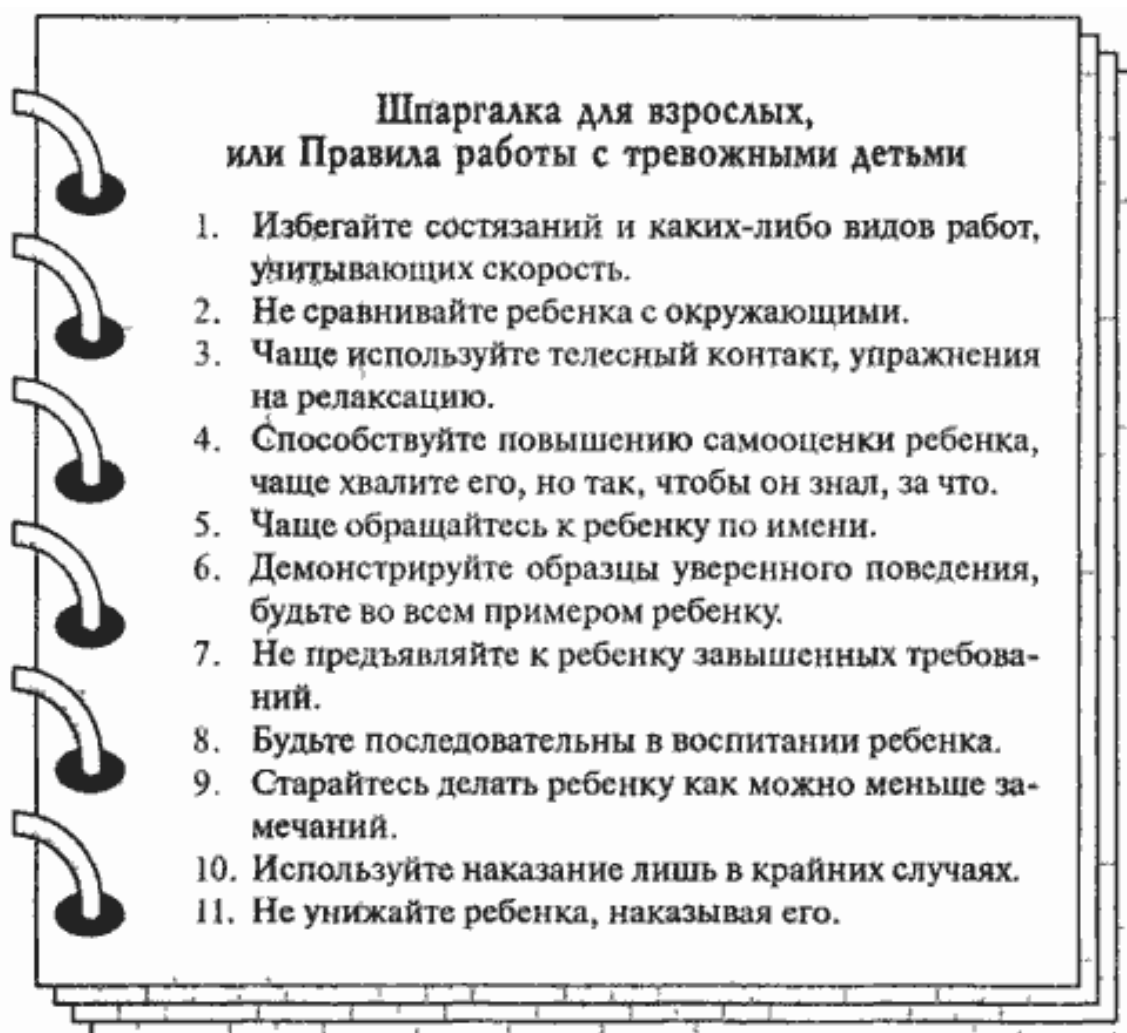 Шпаргалка для взрослых,
или Правила работы с тревожными детьми
1. Избегайте состязаний и каких-либо видов работ,
учитывающих скорость.
2. Не сравнивайте ребенка с окружающими.
3. Чаще используйте телесный контакт, упражнения
на релаксацию.
4. Способствуйте повышению самооценки ребенка,
чаще хвалите его, но так, чтобы он знал, за что.
5. Чаще обращайтесь к ребенку по имени.
6. Демонстрируйте образцы уверенного поведения,
будьте во всем примером ребенку.
7. Не предъявляйте к ребенку завышенных требова-
ний.
8. Будьте последовательны в воспитании ребенка.
9. Старайтесь делать ребенку как можно меньше за-
мечаний.
10. Используйте наказание лишь в крайних случаях.
11. Не унижайте ребенка, наказывая его.